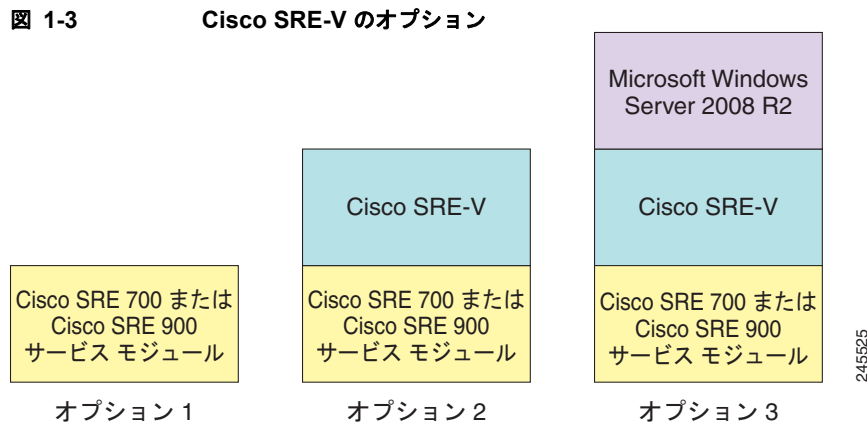 図 1-3 Cisco SRE-V のオプション
Microsoft Windows
Server 2008 R2
Cisco SRE-V
Cisco SRE-V
Cisco SRE 700 または
Cisco SRE 900
サービス モジュール
Cisco SRE 700 または
Cisco SRE 900
サービス モジュール
Cisco SRE 700 または
Cisco SRE 900
サービス モジュール
オプション 1
オプション 2
オプション 3
245525